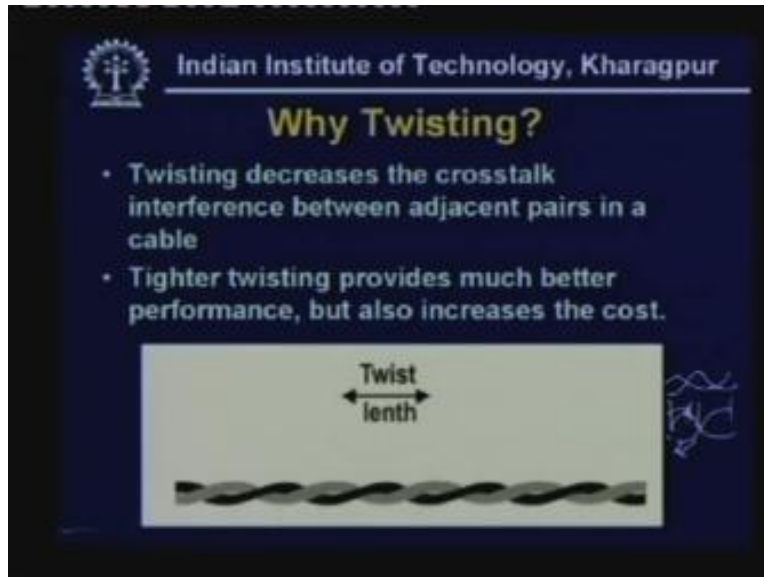 Indian Institute of Technology, Kharagpur
Why Twisting?
• Twisting decreases the crosstalk
interference between adjacent pairs in a
cable
• Tighter twisting provides much better
performance, but also increases the cost.
Twist
lenth